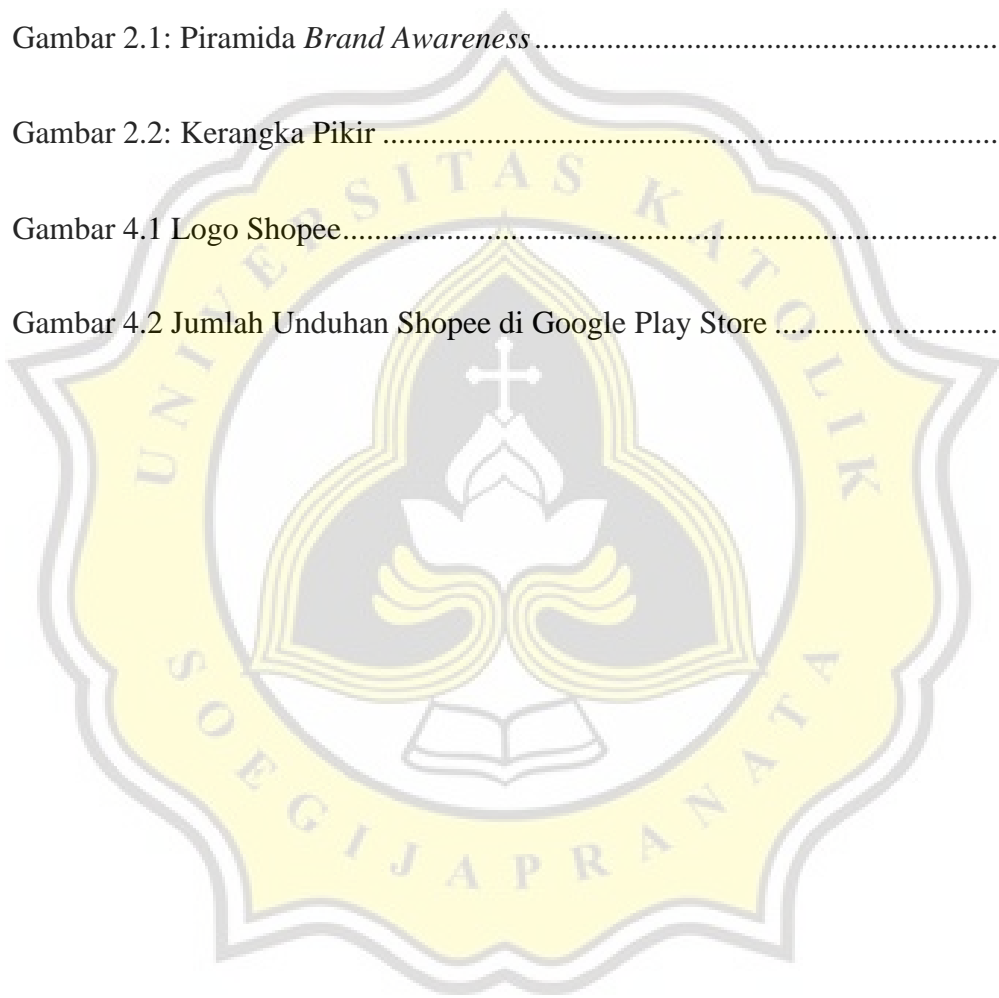 Gambar 2.1: Piramida Brand Awareness..........................................................
Gambar 2.2: Kerangka Pikir .............................................................................
Gambar 4.1 Logo Shopee..................................................................................
Gambar 4.2 Jumlah Unduhan Shopee di Google Play Store ............................
UNIVERSITAS KATOLIK
SOEGIJAPRANATA